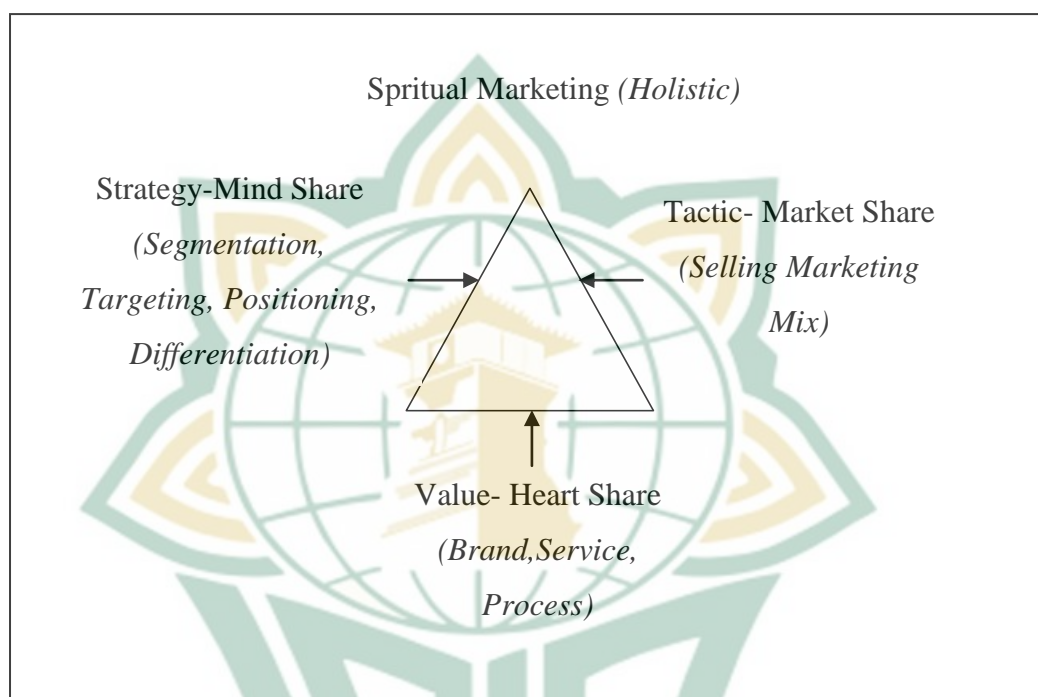 Spritual Marketing (Holistic)
Strategy-Mind Share
(Segmentation,
Targeting, Positioning,
Differentiation)
Tactic- Market Share
(Selling Marketing
Mix)
Value- Heart Share
(Brand,Service,
Process)